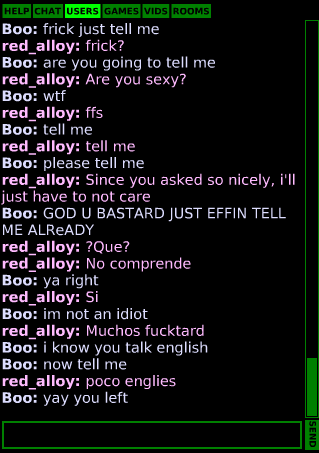 HELP CHAT USERS GAMES VIDS ROOMS
Boo: frick just tell me
red_alloy: frick?
Boo: are you going to tell me
red_alloy: Are you sexy?
Boo: wtf
red_alloy: ffs
Boo: tell me
red_alloy: tell me
Boo: please tell me
red_alloy: Since you asked so nicely, i'll
just have to not care
Boo: GOD U BASTARD JUST EFFIN TELL
ME ALReADY
red_alloy: ?Que?
red_alloy: No comprende
Boo: ya right
red_alloy: Si
Boo: im not an idiot
red_alloy: Muchos fucktard
Boo: i know you talk english
Boo: now tell me
red_alloy: poco englies
Boo: yay you left
SEND